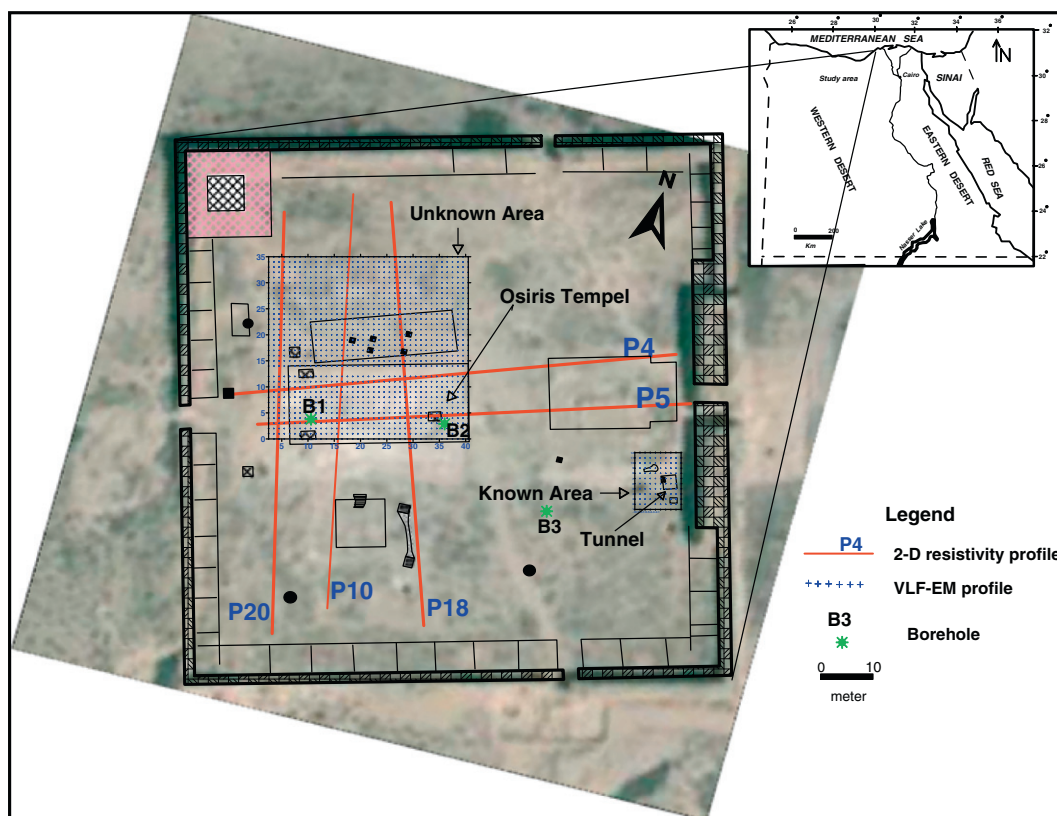 26° 28° 30° 32° 34° 36°
MEDITERRANEAN SEA
N
32°
Study area
Cairo
SINAI
30°
28°
WESTERN DESERT
EASTERN DESERT
26°
RED SEA
24°
0 200
Km
Nasser Lake
22°
N
Unknown Area
35
30
Osiris Tempel
25
20
15
P4
10
P5
B1
5
B2
0
5 10 15 20 25 30 35 40
Known Area
B3
Tunnel
P20
P10
P18
Legend
P4
2-D resistivity profile
VLF-EM profile
B3
Borehole
0 10
meter